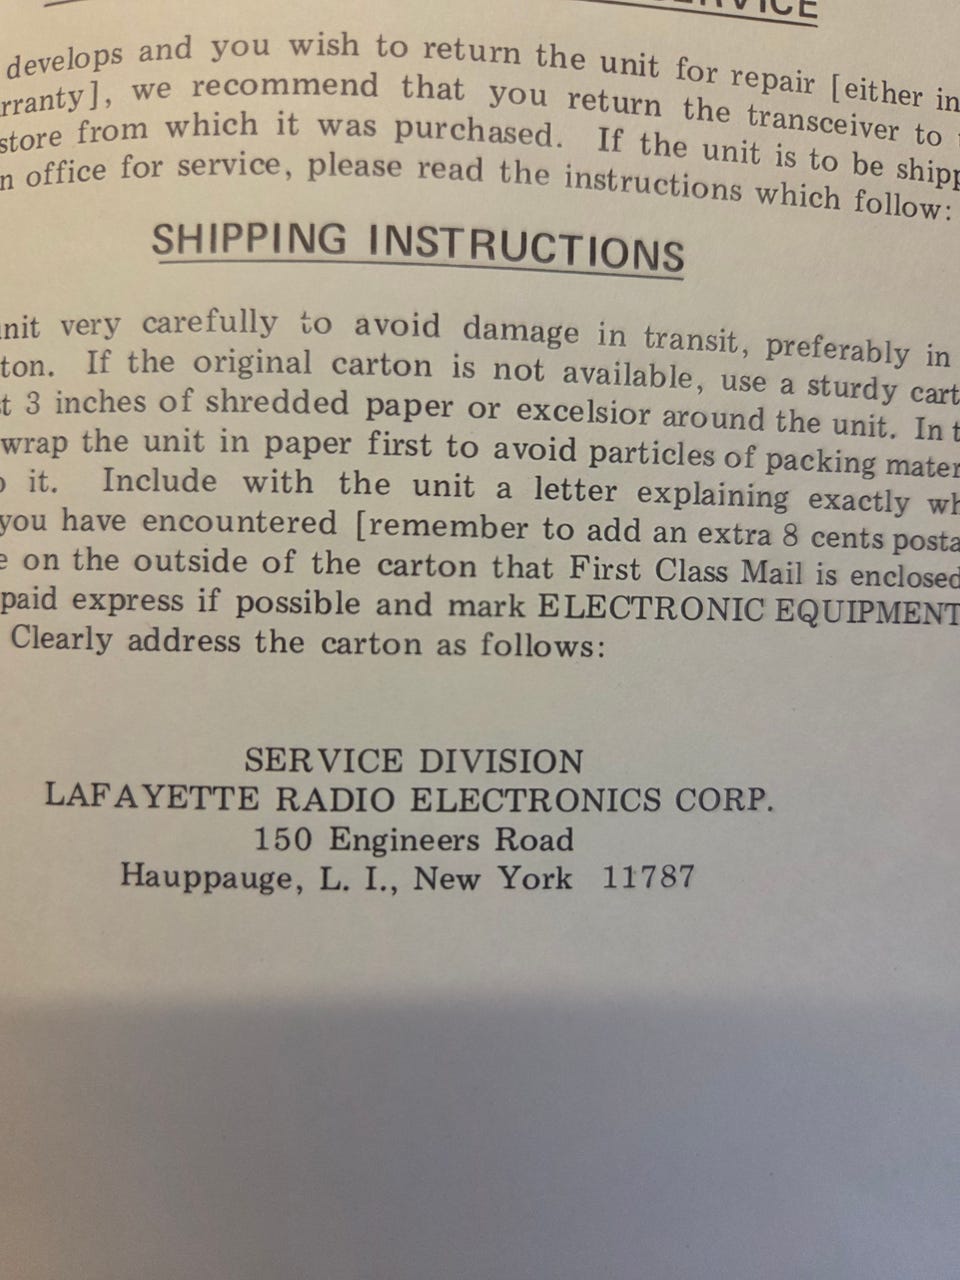 develops and you wish to return the unit for repair [either in
rranty], we recommend that you return the transceiver to
store from which it was purchased. If the unit is to be shipp
n office for service, please read the instructions which follow:
SHIPPING INSTRUCTIONS
nit very carefully to avoid damage in transit, preferably in
ton. If the original carton is not available, use a sturdy cart
t 3 inches of shredded paper or excelsior around the unit. In t
wrap the unit in paper first to avoid particles of packing mater
it. Include with the unit a letter explaining exactly wh
you have encountered [remember to add an extra 8 cents posta
e on the outside of the carton that First Class Mail is enclosed
paid express if possible and mark ELECTRONIC EQUIPMENT
Clearly address the carton as follows:
SERVICE DIVISION
LAFAYETTE RADIO ELECTRONICS CORP.
150 Engineers Road
Hauppauge, L. I., New York 11787